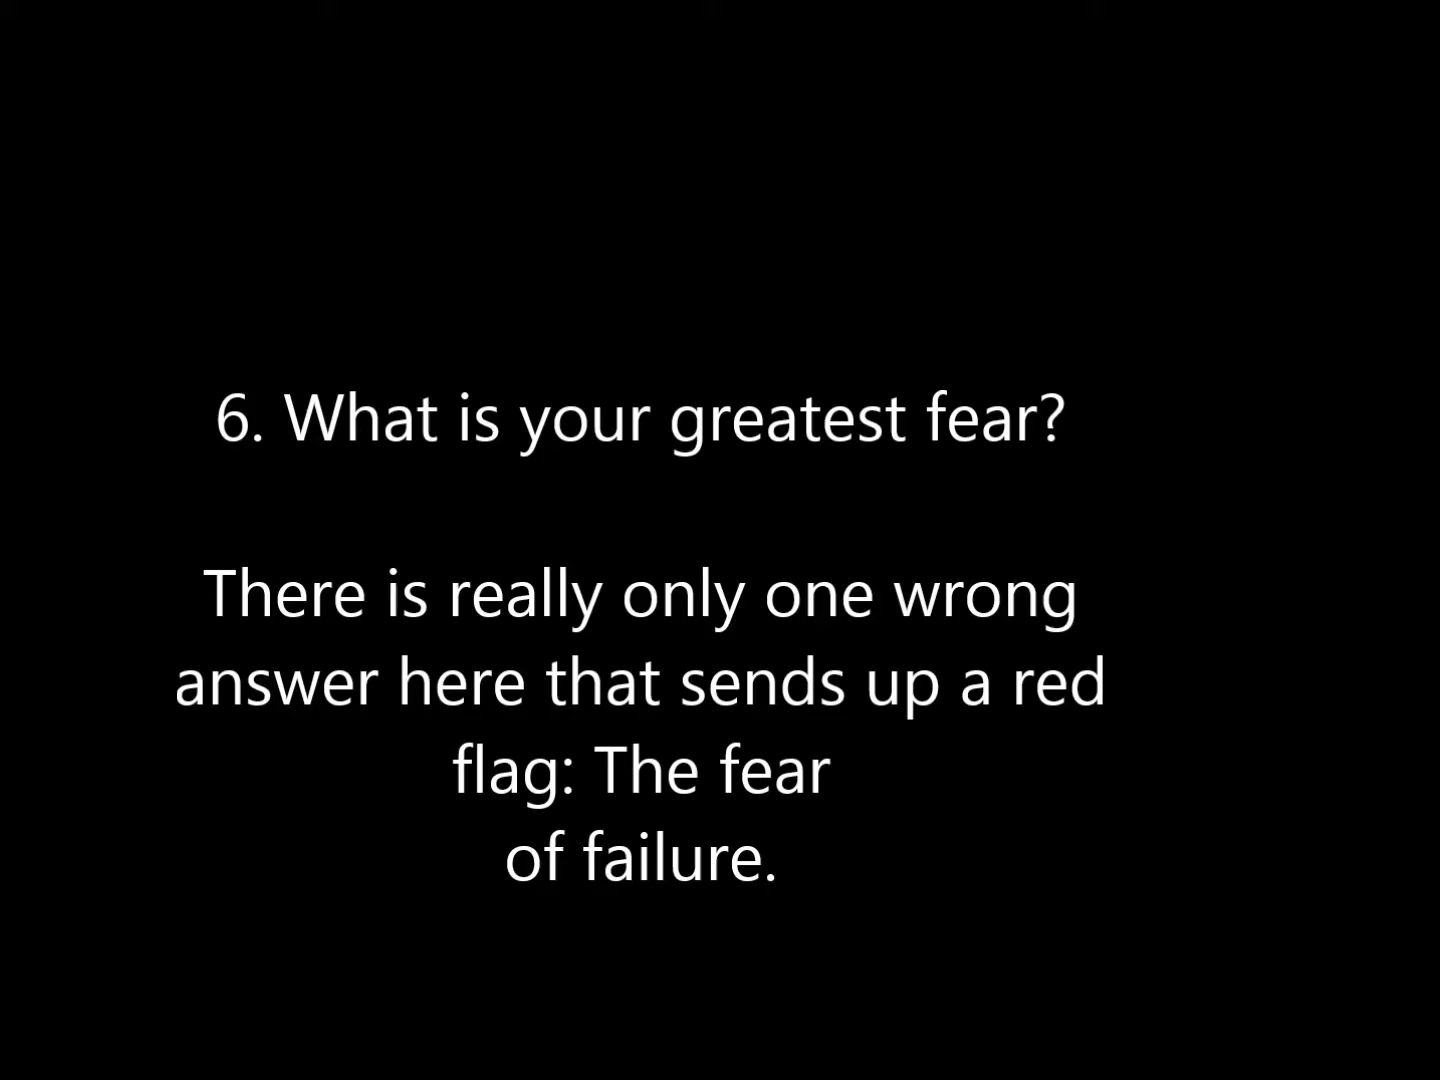 6. What is your greatest fear?
There is really only one wrong
answer here that sends up a red
flag: The fear
of failure.